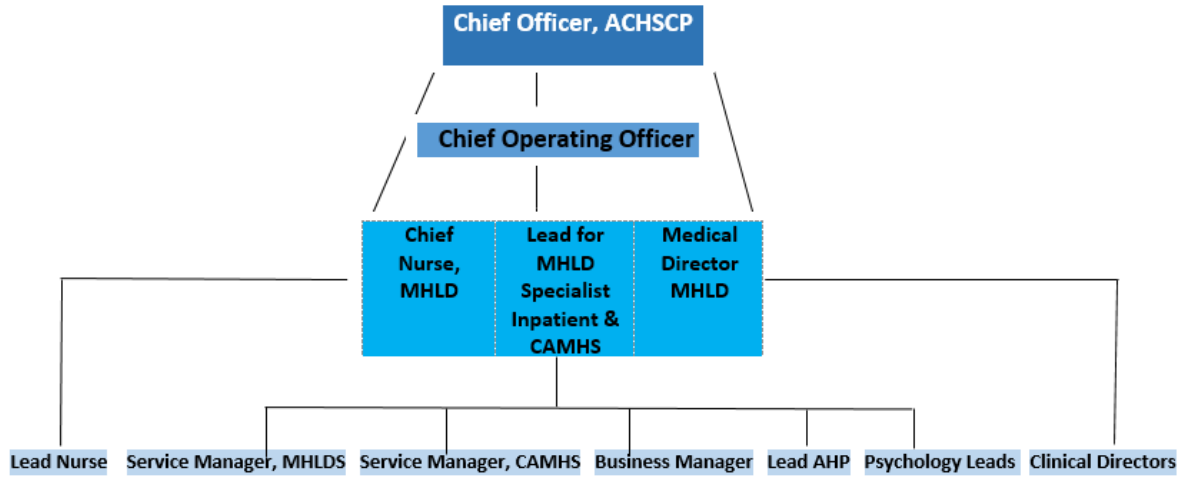 Chief Officer, ACHSCP
Chief Operating Officer
Chief
Nurse,
MHLD
Lead for
MHLD
Specialist
Inpatient &
CAMHS
Medical
Director
MHLD
Lead Nurse
Service Manager, MHLDS
Service Manager, CAMHS
Business Manager
Lead AHP
Psychology Leads
Clinical Directors